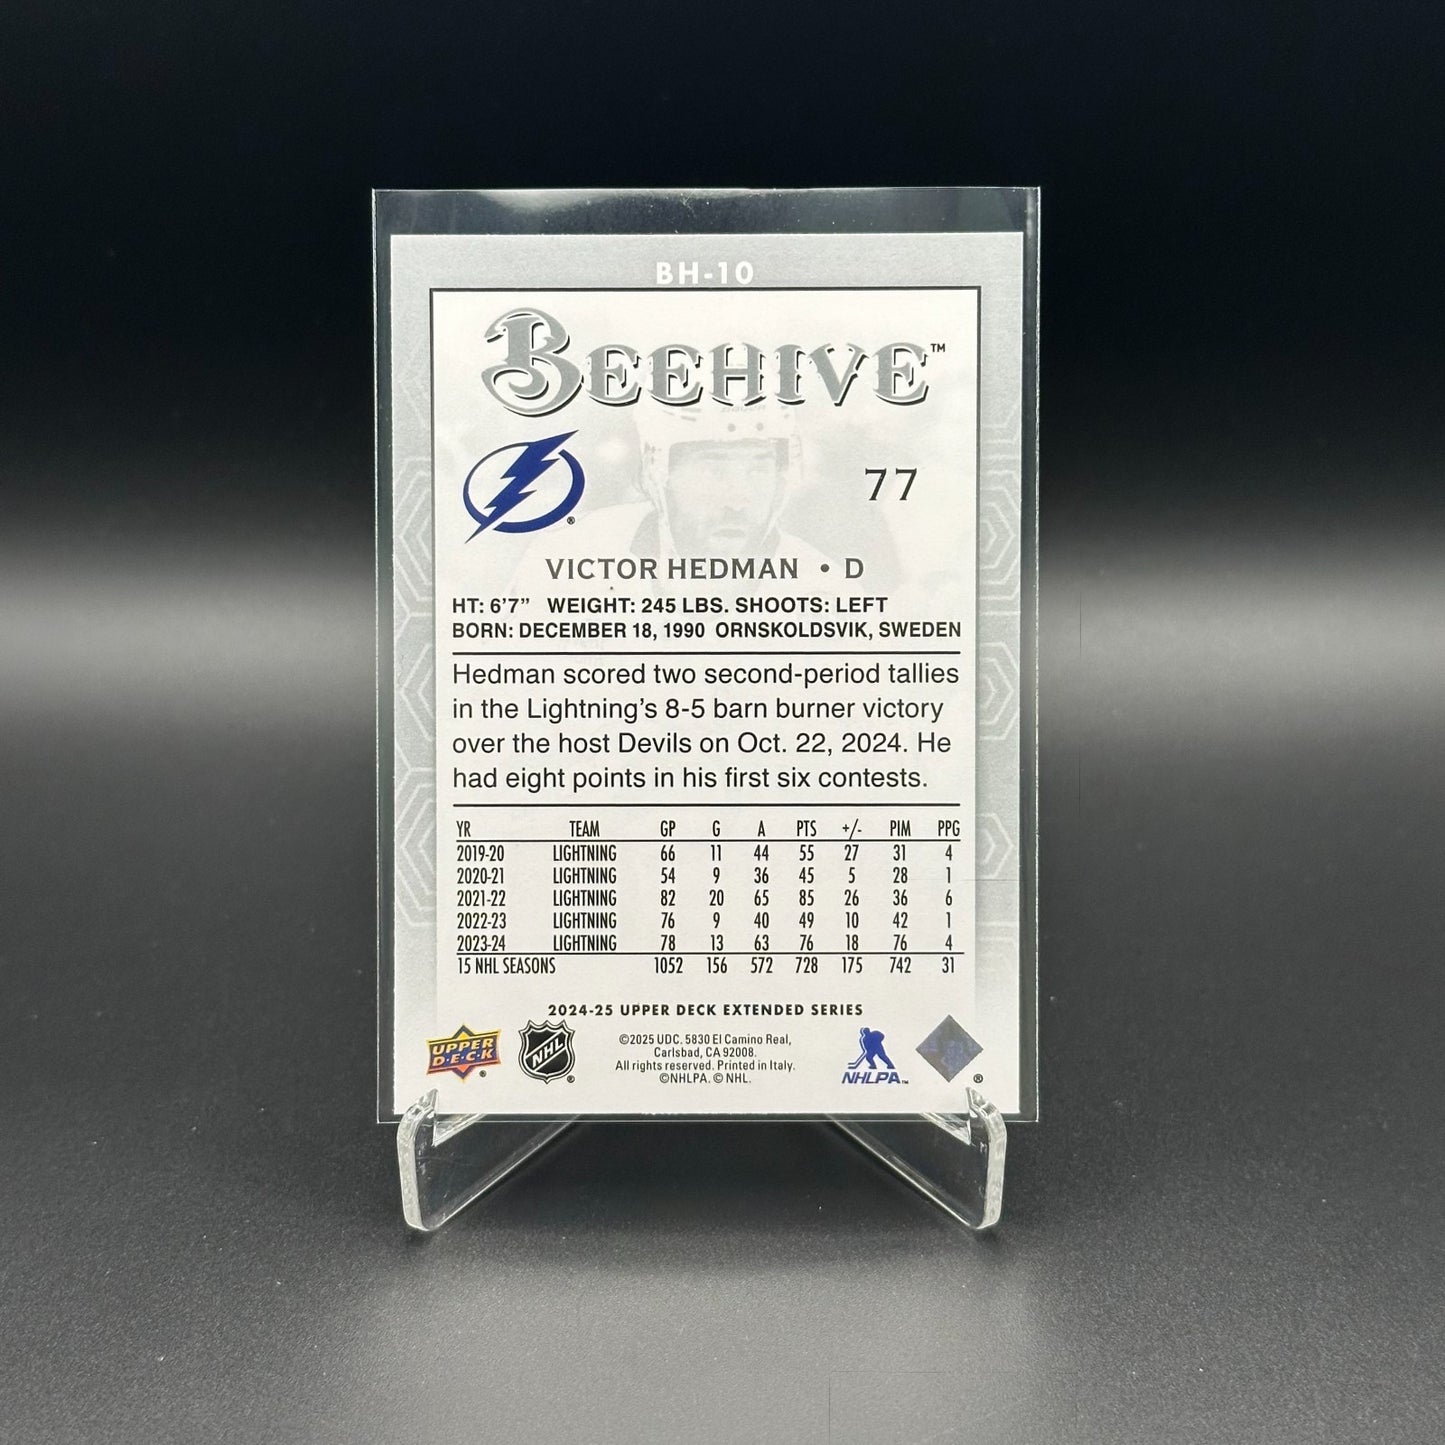 BH-10
BEEHIVE™
77
VICTOR HEDMAN • D
HT: 6'7" WEIGHT: 245 LBS. SHOOTS: LEFT
BORN: DECEMBER 18, 1990 ORNSKOLDSVIK, SWEDEN
Hedman scored two second-period tallies
in the Lightning's 8-5 barn burner victory
over the host Devils on Oct. 22, 2024. He
had eight points in his first six contests.
YR TEAM GP G A PTS +/- PIM PPG
2019-20 LIGHTNING 66 11 44 55 27 31 4
2020-21 LIGHTNING 54 9 36 45 5 28 1
2021-22 LIGHTNING 82 20 65 85 26 36 6
2022-23 LIGHTNING 76 9 40 49 10 42 1
2023-24 LIGHTNING 78 13 63 76 18 76 4
15 NHL SEASONS 1052 156 572 728 175 742 31
2024-25 UPPER DECK EXTENDED SERIES
UPPER
D·E·C·K ®
NHL ®
©2025 UDC. 5830 El Camino Real,
Carlsbad, CA 92008.
All rights reserved. Printed in Italy.
©NHLPA. © NHL.
NHLPA™
®